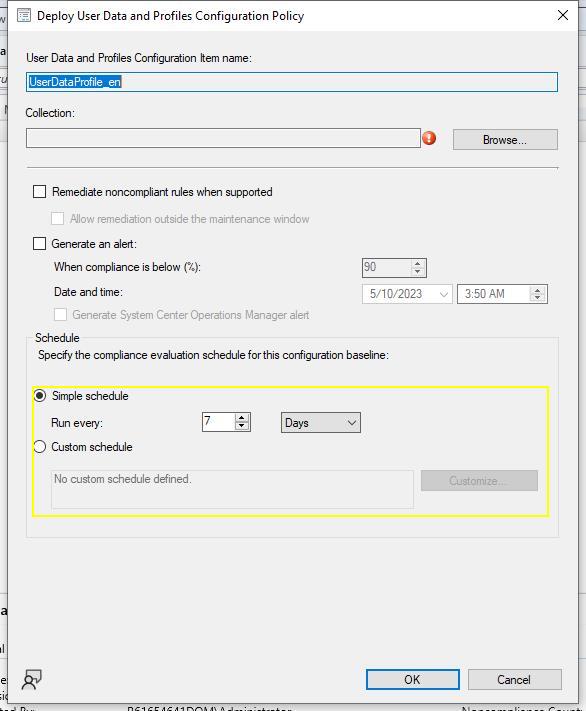 Deploy User Data and Profiles Configuration Policy
User Data and Profiles Configuration Item name:
UserDataProfile_en
Collection:
Browse...
Remediate noncompliant rules when supported
Allow remediation outside the maintenance window
Generate an alert:
When compliance is below (%):
90
Date and time:
5/10/2023
3:50 AM
Generate System Center Operations Manager alert
Schedule
Specify the compliance evaluation schedule for this configuration baseline:
Simple schedule
Run every:
7
Days
Custom schedule
No custom schedule defined.
Customize...
OK
Cancel